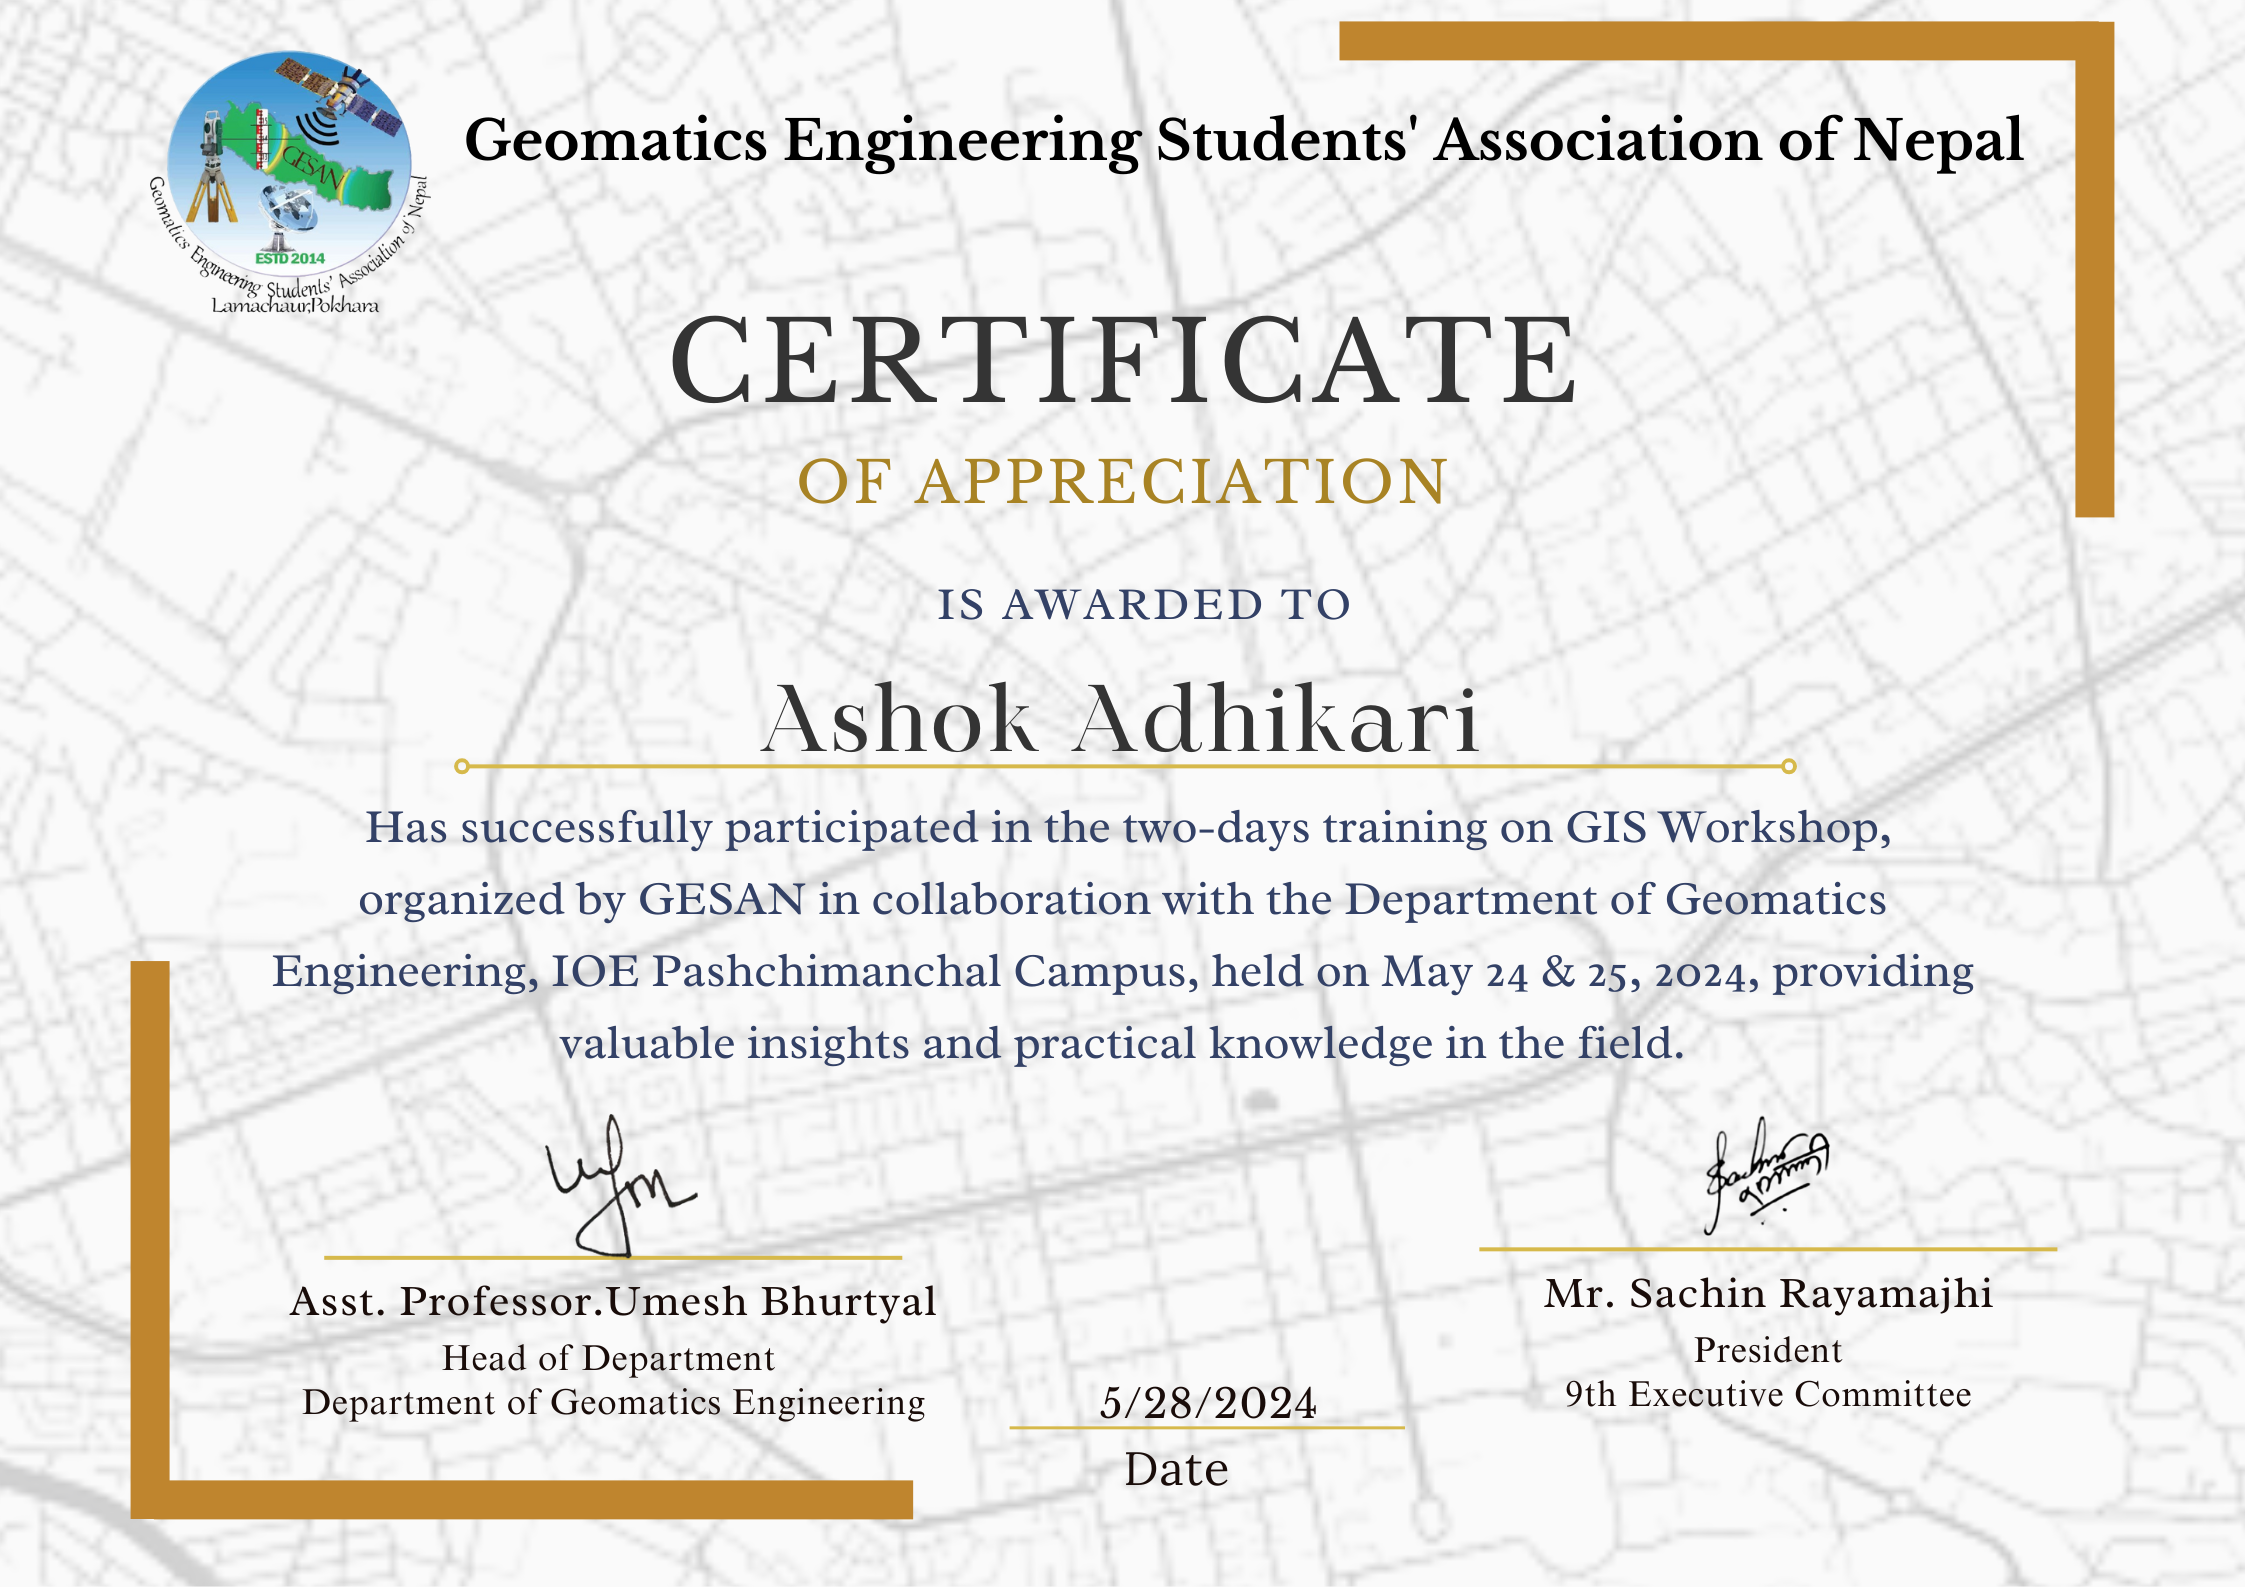 Geomatics Engineering Students' Association of Nepal
GESAN
ESTD 2014
Geomatics Engineering Students' Association of Nepal
Lamachaur,Pokhara
CERTIFICATE
OF APPRECIATION
IS AWARDED TO
Ashok Adhikari
Has successfully participated in the two-days training on GIS Workshop,
organized by GESAN in collaboration with the Department of Geomatics
Engineering, IOE Pashchimanchal Campus, held on May 24 & 25, 2024, providing
valuable insights and practical knowledge in the field.
Asst. Professor.Umesh Bhurtyal
Head of Department
Department of Geomatics Engineering
Mr. Sachin Rayamajhi
President
9th Executive Committee
5/28/2024
Date